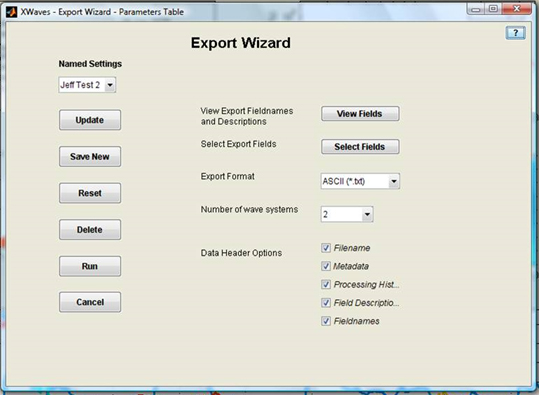 XWaves - Export Wizard - Parameters Table
?
Export Wizard
Named Settings
Jeff Test 2
Update
Save New
Reset
Delete
Run
Cancel
View Export Fieldnames
and Descriptions
View Fields
Select Export Fields
Select Fields
Export Format
ASCII (*.txt)
Number of wave systems
2
Data Header Options
Filename
Metadata
Processing Hist...
Field Descriptio...
Fieldnames